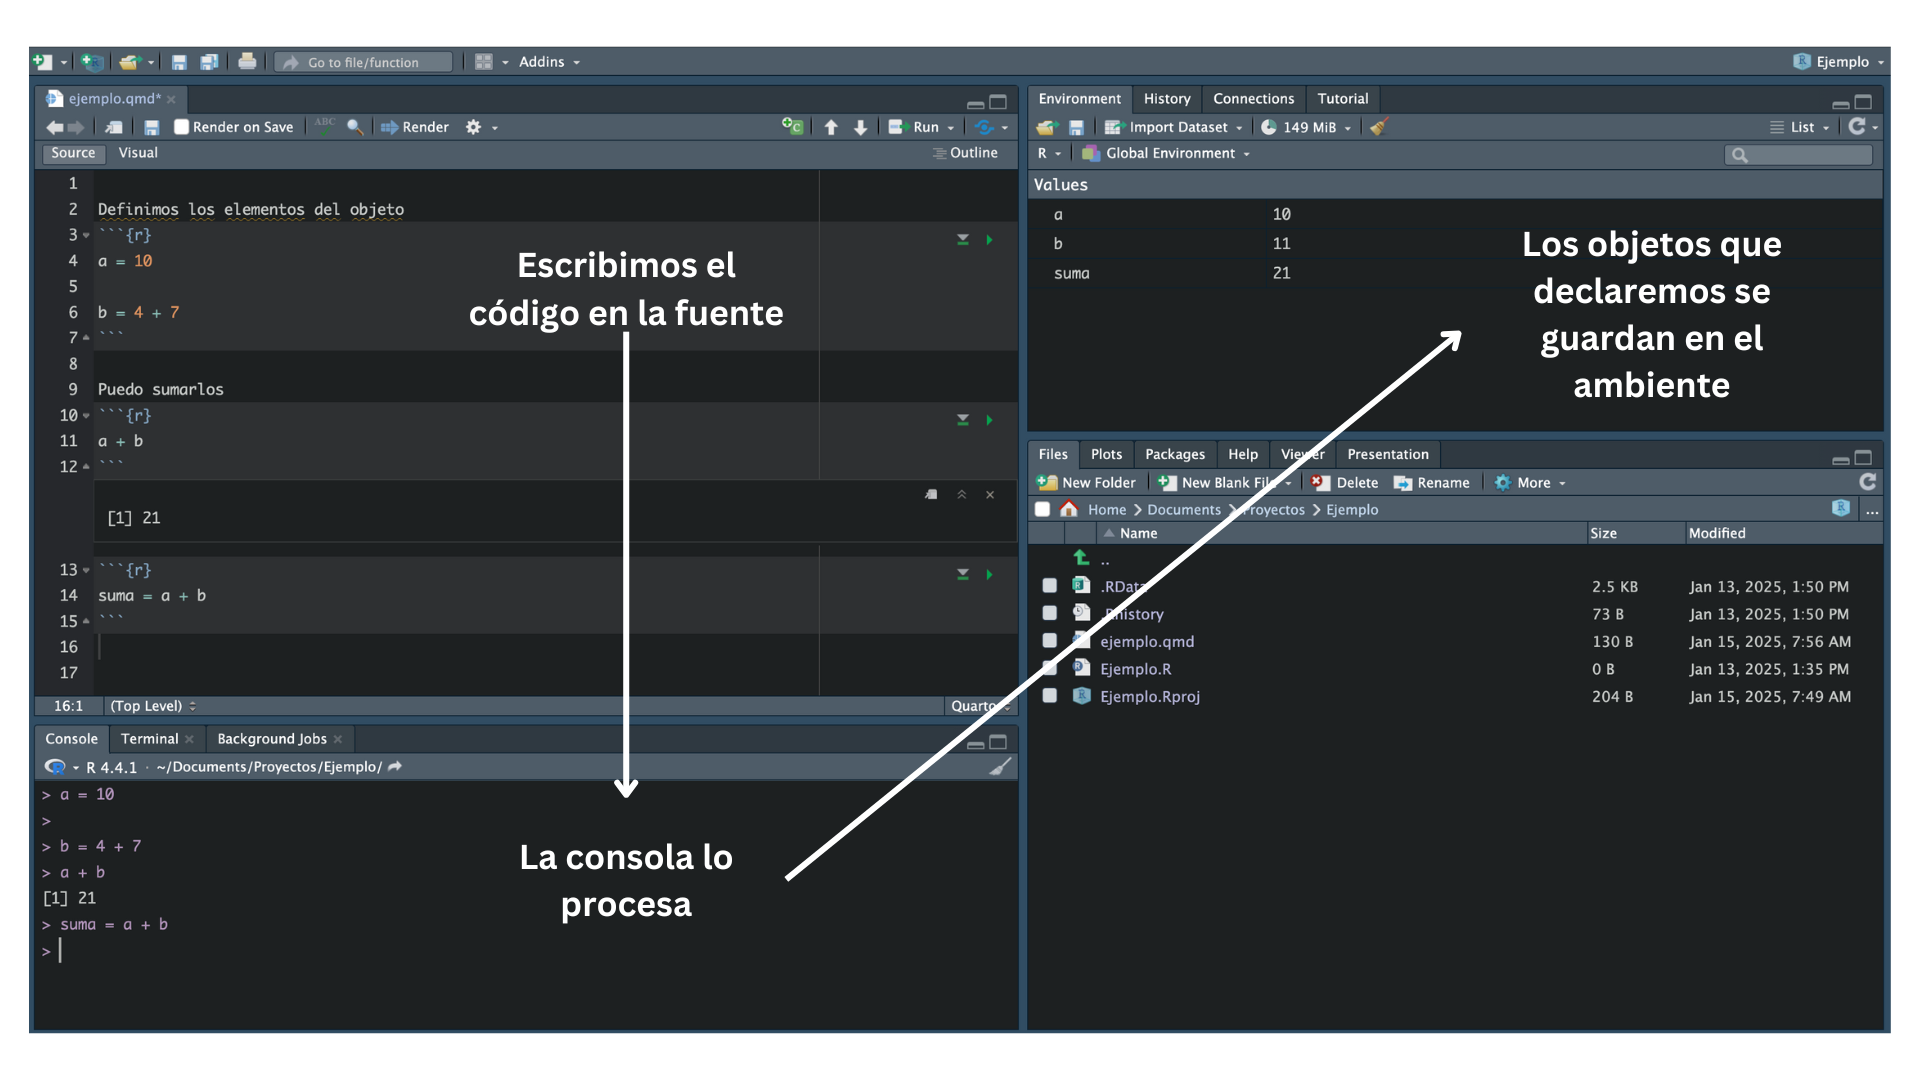 Go to file/function
Addins
Ejemplo
ejemplo.qmd*
Render on Save
ABC
Render
Run
Source
Visual
Outline
1
2 Definimos los elementos del objeto
3 ```{r}
4 a = 10
5
6 b = 4 + 7
7 ```
8
9 Puedo sumarlos
10 ```{r}
11 a + b
12 ```
[1] 21
13 ```{r}
14 suma = a + b
15 ```
16
17
16:1 (Top Level)
Quarto
Escribimos el
código en la fuente
Console Terminal Background Jobs
R 4.4.1 · ~/Documents/Proyectos/Ejemplo/
> a = 10
>
> b = 4 + 7
> a + b
[1] 21
> suma = a + b
>
La consola lo
procesa
Environment History Connections Tutorial
Import Dataset 149 MiB List
R Global Environment
Values
a 10
b 11
suma 21
Los objetos que
declaremos se
guardan en el
ambiente
Files Plots Packages Help Viewer Presentation
New Folder New Blank File Delete Rename More
Home > Documents > Proyectos > Ejemplo ...
Name Size Modified
..
.RData 2.5 KB Jan 13, 2025, 1:50 PM
.Rhistory 73 B Jan 13, 2025, 1:50 PM
ejemplo.qmd 130 B Jan 15, 2025, 7:56 AM
Ejemplo.R 0 B Jan 13, 2025, 1:35 PM
Ejemplo.Rproj 204 B Jan 15, 2025, 7:49 AM